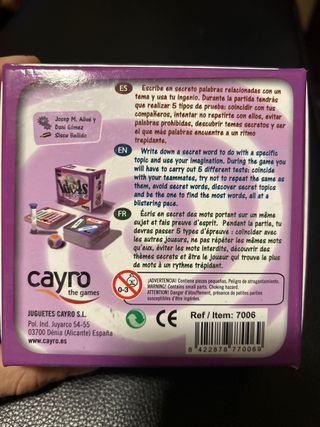 ES
Escribe en secreto palabras relacionadas con un
tema y usa tu ingenio. Durante la partida tendrás
que realizar 5 tipos de prueba: coincidir con tus
compañeros, intentar no repetirte con ellos, evitar
palabras prohibidas, descubrir temas secretos y ser
el que más palabras encuentre a un ritmo
trepidante.
Josep M. Allué y
Dani Gómez
Siscu Bellido
EN
Write down a secret word to do with a specific
topic and use your imagination. During the game you
will have to carry out 5 different tests: coincide
with your teammates, try not to repeat the same as
them, avoid secret words, discover secret topics
and be the one to find the most words, all at a
blistering pace.
FR
Écris en secret des mots portant sur un même
sujet et fais preuve d'esprit. Pendant la partie, tu
devras passer 5 types d'épreuve : coïncider avec
les autres joueurs, ne pas répéter les mêmes mots
qu'eux, éviter les mots interdits, découvrir des
thèmes secrets et être le joueur qui trouve le plus
de mots à un rythme trépidant.
cayro
the games
0-3
¡ADVERTENCIA! Contiene piezas pequeñas. Peligro de atragantamiento.
WARNING! Contains small parts. Choking hazard.
Attention! Danger d'étouffement, présence de petites parties
susceptibles d'être ingérées.
JUGUETES CAYRO S.L.
Pol. Ind. Juyarco 54-55
03700 Dénia (Alicante) España
www.cayro.es
CE
Ref / Item: 7006
8 422878 770069